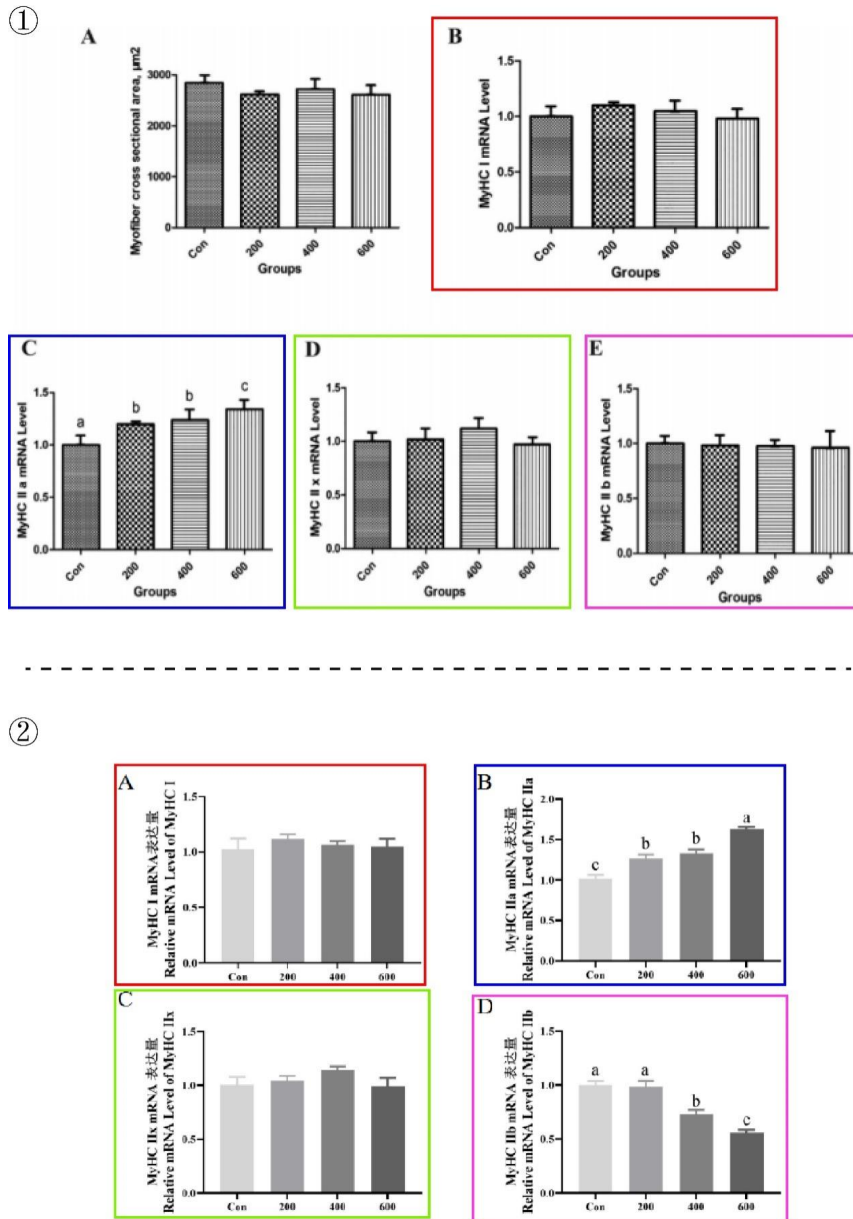 ①
A
Myofiber cross sectional area, μm2
3000
2000
1000
0
Con
200
400
600
Groups
B
MyHC I mRNA Level
1.5
1.0
0.5
0.0
Con
200
400
600
Groups
C
MyHC II a mRNA Level
1.5
1.0
0.5
0.0
a
b
b
c
Con
200
400
600
Groups
D
MyHC II x mRNA Level
1.5
1.0
0.5
0.0
Con
200
400
600
Groups
E
MyHC II b mRNA Level
1.5
1.0
0.5
0.0
Con
200
400
600
Groups
②
A
MyHC I mRNA表达量
Relative mRNA Level of MyHC I
1.5
1.0
0.5
0.0
Con
200
400
600
B
MyHC IIa mRNA表达量
Relative mRNA Level of MyHC IIa
2.0
1.5
1.0
0.5
0.0
c
b
b
a
Con
200
400
600
C
MyHC IIx mRNA 表达量
Relative mRNA Level of MyHC IIx
1.5
1.0
0.5
0.0
Con
200
400
600
D
MyHC IIb mRNA 表达量
Relative mRNA Level of MyHC IIb
1.5
1.0
0.5
0.0
a
a
b
c
Con
200
400
600